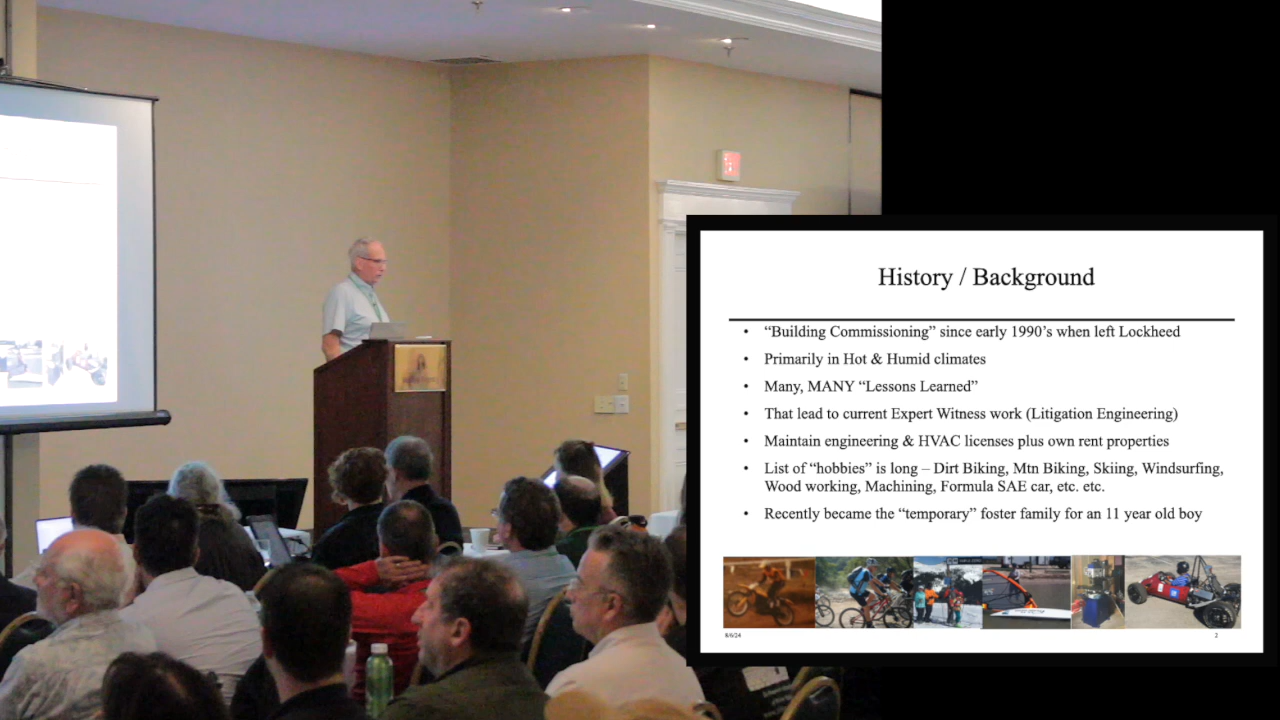 History / Background
• “Building Commissioning” since early 1990’s when left Lockheed
• Primarily in Hot & Humid climates
• Many, MANY “Lessons Learned”
• That lead to current Expert Witness work (Litigation Engineering)
• Maintain engineering & HVAC licenses plus own rent properties
• List of “hobbies” is long – Dirt Biking, Mtn Biking, Skiing, Windsurfing,
Wood working, Machining, Formula SAE car, etc. etc.
• Recently became the “temporary” foster family for an 11 year old boy
8/6/24
2